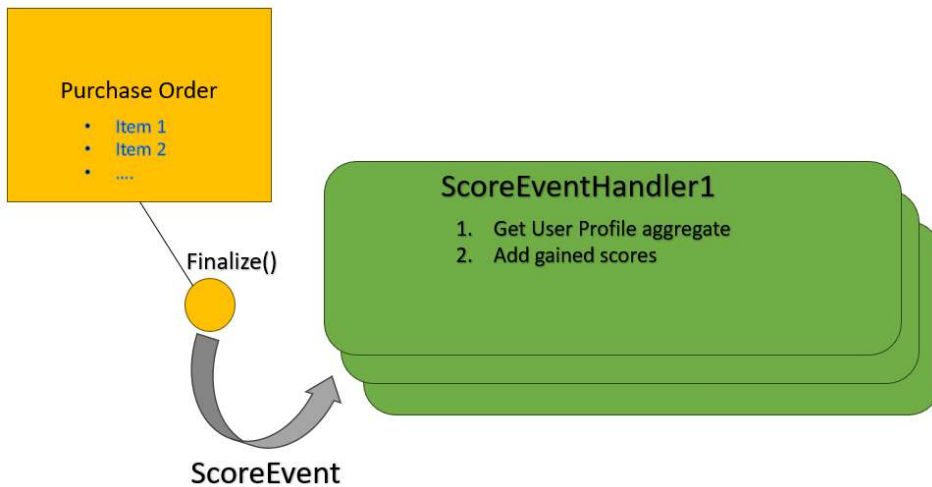 Purchase Order
• Item 1
• Item 2
• ....
Finalize()
ScoreEvent
ScoreEventHandler1
1. Get User Profile aggregate
2. Add gained scores